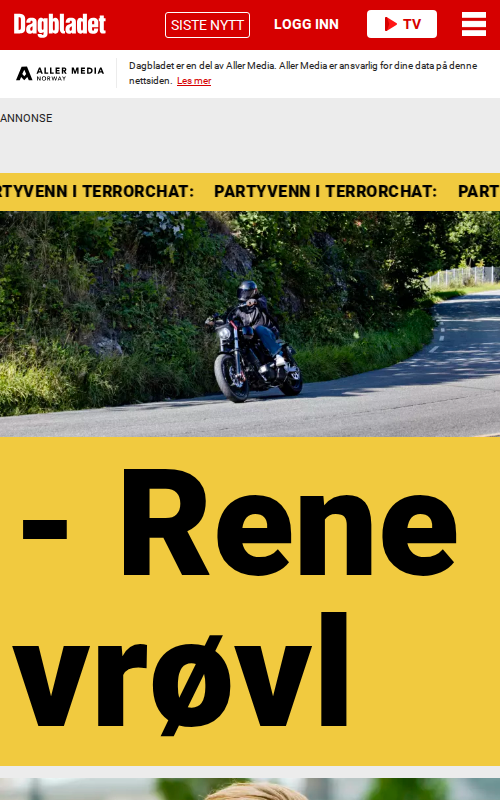 Dagbladet
SISTE NYTT
LOGG INN
TV
ALLER MEDIA
NORWAY
Dagbladet er en del av Aller Media. Aller Media er ansvarlig for dine data på denne
nettsiden. Les mer
ANNONSE
RTYVENN I TERRORCHAT: PARTYVENN I TERRORCHAT: PART
- Rene
vrøvl